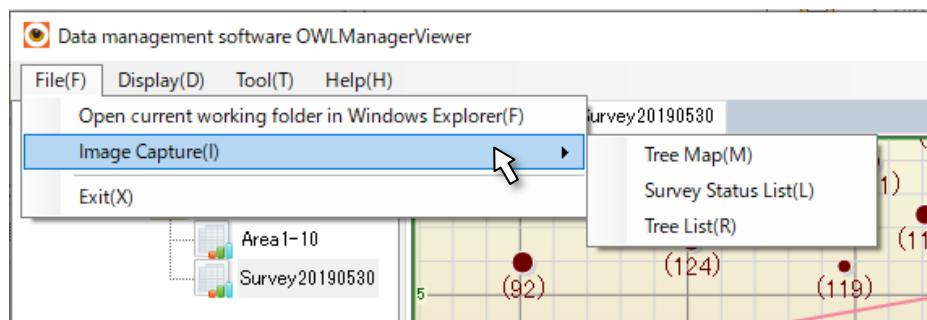 Data management software OWLManagerViewer
File(F) Display(D) Tool(T) Help(H)
Open current working folder in Windows Explorer(F)
Image Capture(I)
Exit(X)
Survey20190530
Tree Map(M)
Survey Status List(L)
Tree List(R)
Area1-10
Survey20190530
5
(92)
(124)
(119)